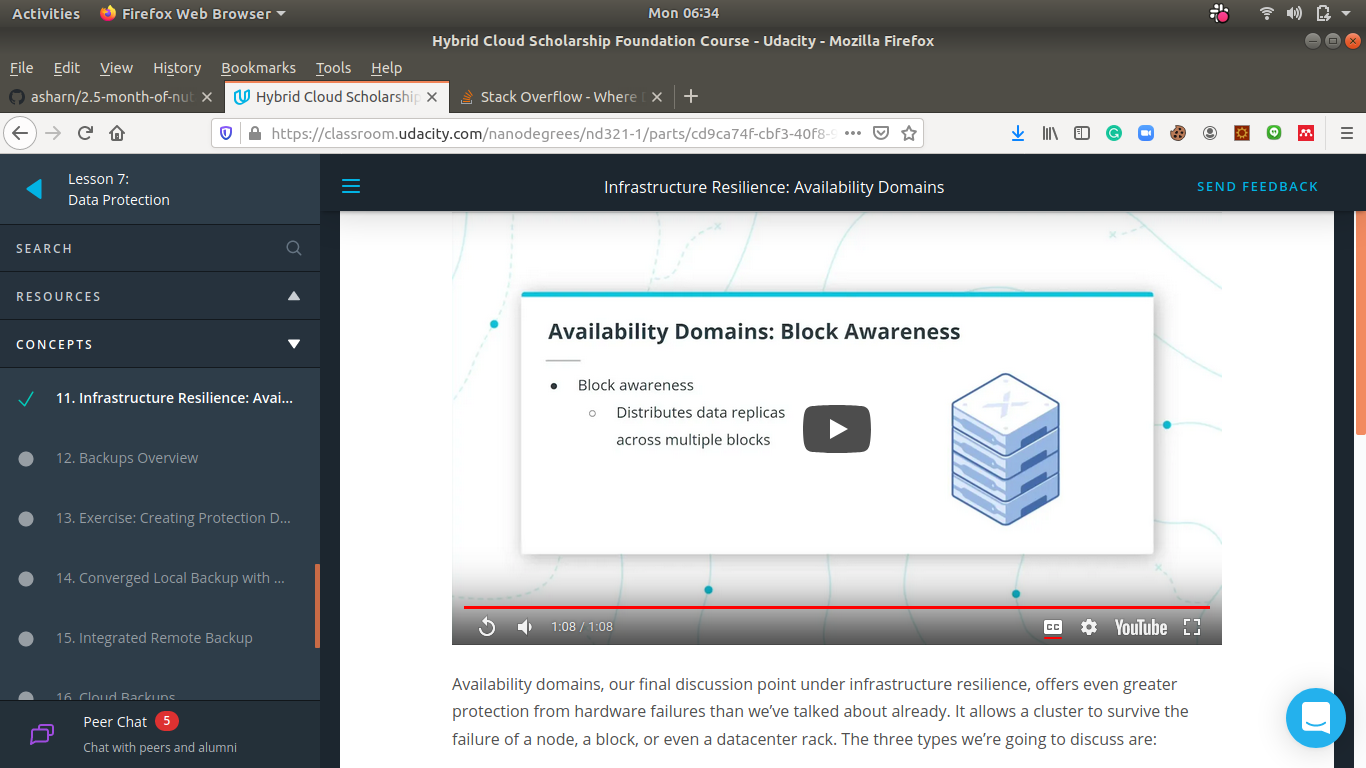 Activities Firefox Web Browser Mon 06:34
Hybrid Cloud Scholarship Foundation Course - Udacity - Mozilla Firefox
File Edit View History Bookmarks Tools Help
asharn/2.5-month-of-nut Hybrid Cloud Scholarship Stack Overflow - Where
https://classroom.udacity.com/nanodegrees/nd321-1/parts/cd9ca74f-cbf3-40f8-9
Lesson 7:
Data Protection
Infrastructure Resilience: Availability Domains
SEND FEEDBACK
SEARCH
RESOURCES
CONCEPTS
11. Infrastructure Resilience: Avai...
12. Backups Overview
13. Exercise: Creating Protection D...
14. Converged Local Backup with ...
15. Integrated Remote Backup
16. Cloud Backups
Peer Chat 5
Chat with peers and alumni
Availability Domains: Block Awareness
Block awareness
Distributes data replicas
across multiple blocks
1:08 / 1:08
CC
YouTube
Availability domains, our final discussion point under infrastructure resilience, offers even greater
protection from hardware failures than we've talked about already. It allows a cluster to survive the
failure of a node, a block, or even a datacenter rack. The three types we're going to discuss are: